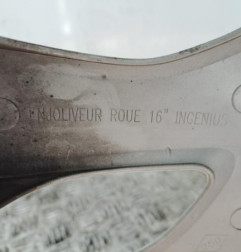 ENJOLIVEUR ROUE 16" INGENIUS